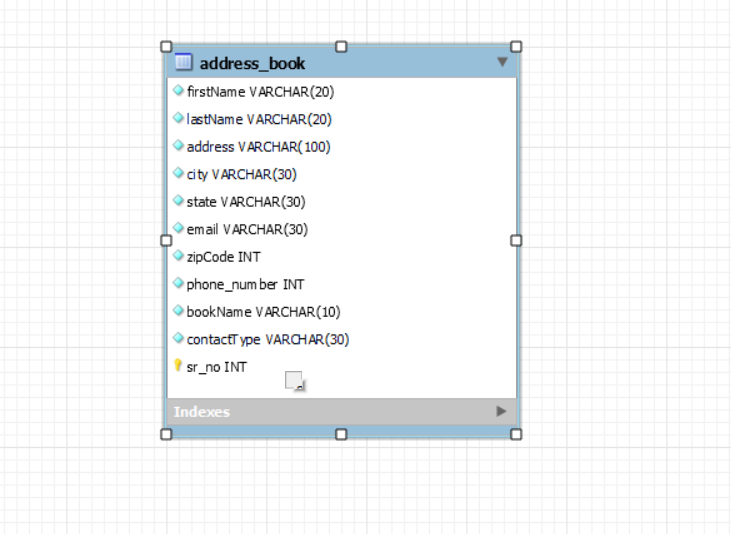 address_book
firstName VARCHAR(20)
lastName VARCHAR(20)
address VARCHAR(100)
city VARCHAR(30)
state VARCHAR(30)
email VARCHAR(30)
zipCode INT
phone_number INT
bookName VARCHAR(10)
contactType VARCHAR(30)
sr_no INT
Indexes